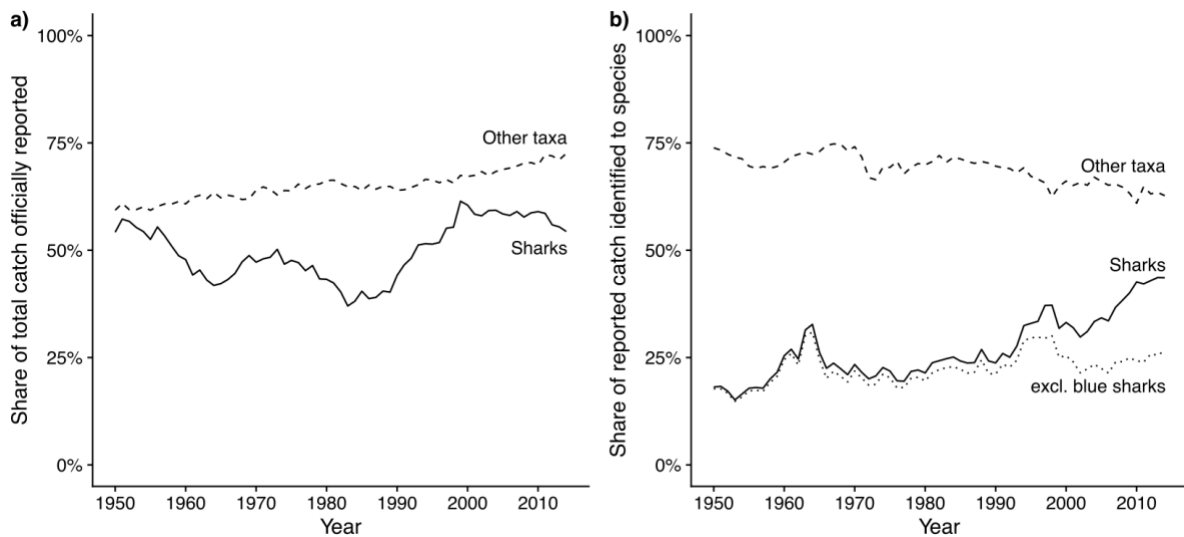 a)
Share of total catch officially reported
100%
75%
50%
25%
0%
Other taxa
Sharks
1950 1960 1970 1980 1990 2000 2010
Year
b)
Share of reported catch identified to species
100%
75%
50%
25%
0%
Other taxa
Sharks
excl. blue sharks
1950 1960 1970 1980 1990 2000 2010
Year